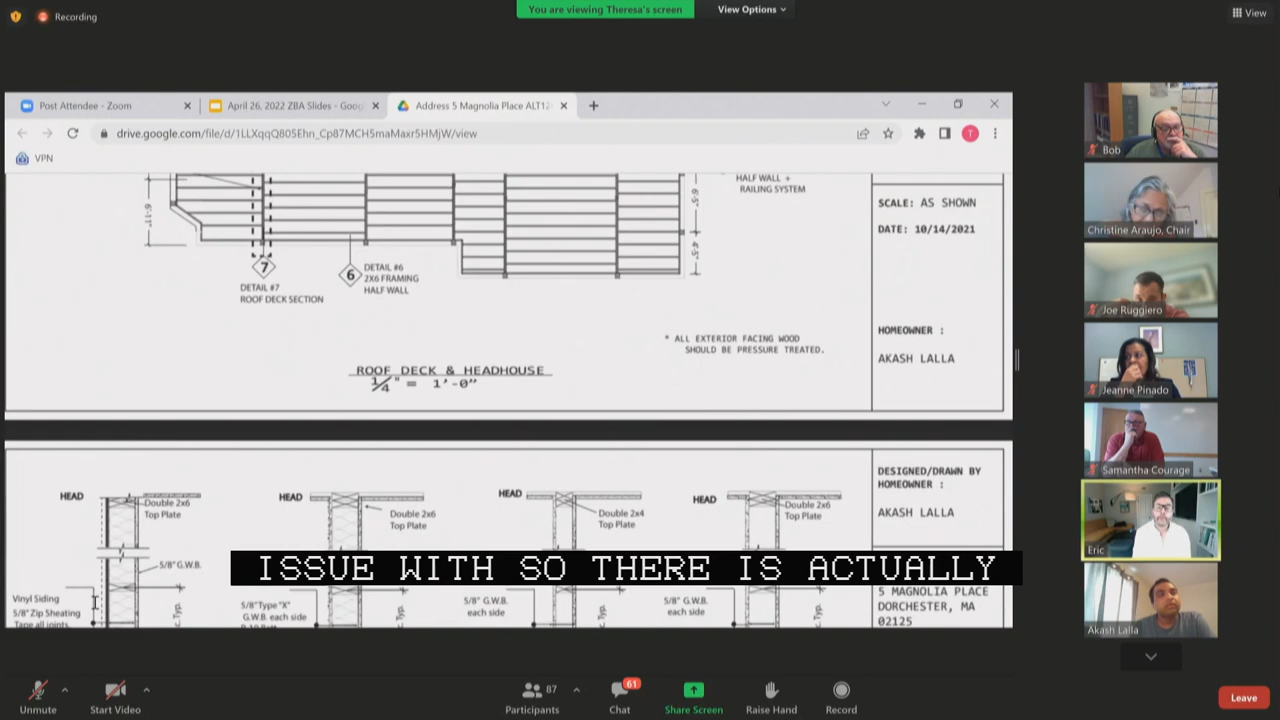 Recording
You are viewing Theresa's screen
View Options
View
Post Attendee - Zoom
April 26, 2022 ZBA Slides - Goog
Address 5 Magnolia Place ALT12
drive.google.com/file/d/1LLXqqQ805Ehn_Cp87MCH5maMaxr5HMjW/view
T
VPN
HALF WALL +
RAILING SYSTEM
6'-11"
6'-5"
4'-5"
7
6
DETAIL #6
2X6 FRAMING
HALF WALL
DETAIL #7
ROOF DECK SECTION
* ALL EXTERIOR FACING WOOD
SHOULD BE PRESSURE TREATED.
ROOF DECK & HEADHOUSE
1/4" = 1'-0"
SCALE: AS SHOWN
DATE: 10/14/2021
HOMEOWNER :
AKASH LALLA
DESIGNED/DRAWN BY
HOMEOWNER :
AKASH LALLA
5 MAGNOLIA PLACE
DORCHESTER, MA
02125
HEAD
Double 2x6
Top Plate
5/8" G.W.B.
Vinyl Siding
5/8" Zip Sheating
Tape all joints.
HEAD
Double 2x6
Top Plate
5/8"Type "X"
G.W.B. each side
HEAD
Double 2x4
Top Plate
5/8" G.W.B.
each side
HEAD
Double 2x6
Top Plate
5/8" G.W.B.
each side
ISSUE WITH SO THERE IS ACTUALLY
Bob
Christine Araujo, Chair
Joe Ruggiero
Jeanne Pinado
Samantha Courage
Eric
Akash Lalla
Unmute
Start Video
Participants
87
Chat
61
Share Screen
Raise Hand
Record
Leave